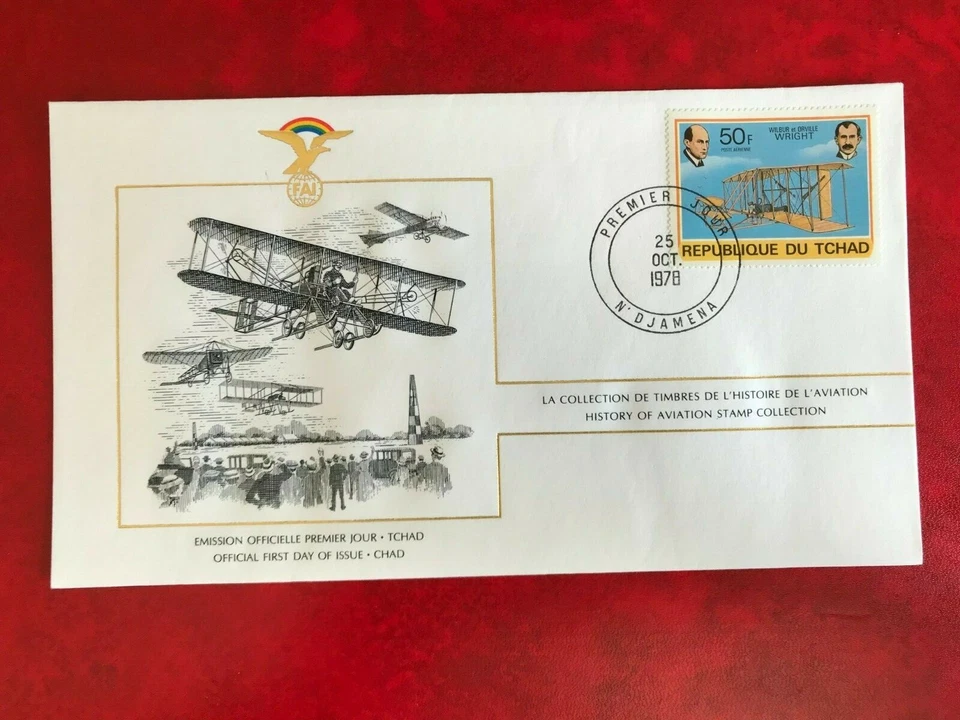 FAI
50F
POSTE AERIENNE
WILBUR et ORVILLE
WRIGHT
REPUBLIQUE DU TCHAD
PREMIER JOUR
25
OCT.
1978
N'DJAMENA
LA COLLECTION DE TIMBRES DE L'HISTOIRE DE L'AVIATION
HISTORY OF AVIATION STAMP COLLECTION
EMISSION OFFICIELLE PREMIER JOUR • TCHAD
OFFICIAL FIRST DAY OF ISSUE • CHAD